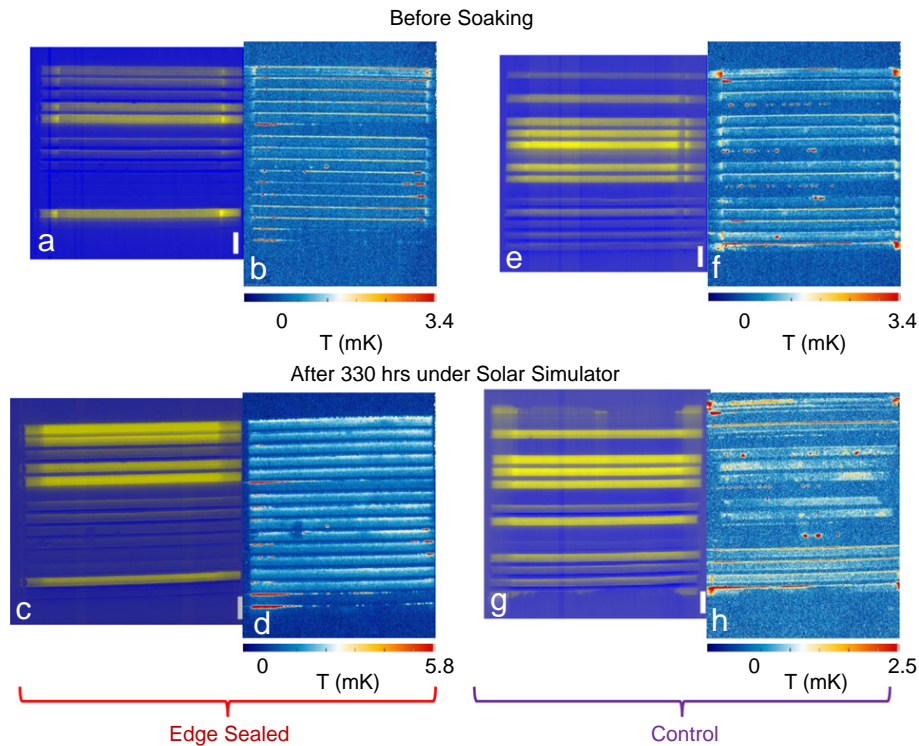 Before Soaking
a
b
e
f
0 3.4
T (mK)
0 3.4
T (mK)
After 330 hrs under Solar Simulator
c
d
g
h
0 5.8
T (mK)
0 2.5
T (mK)
Edge Sealed
Control